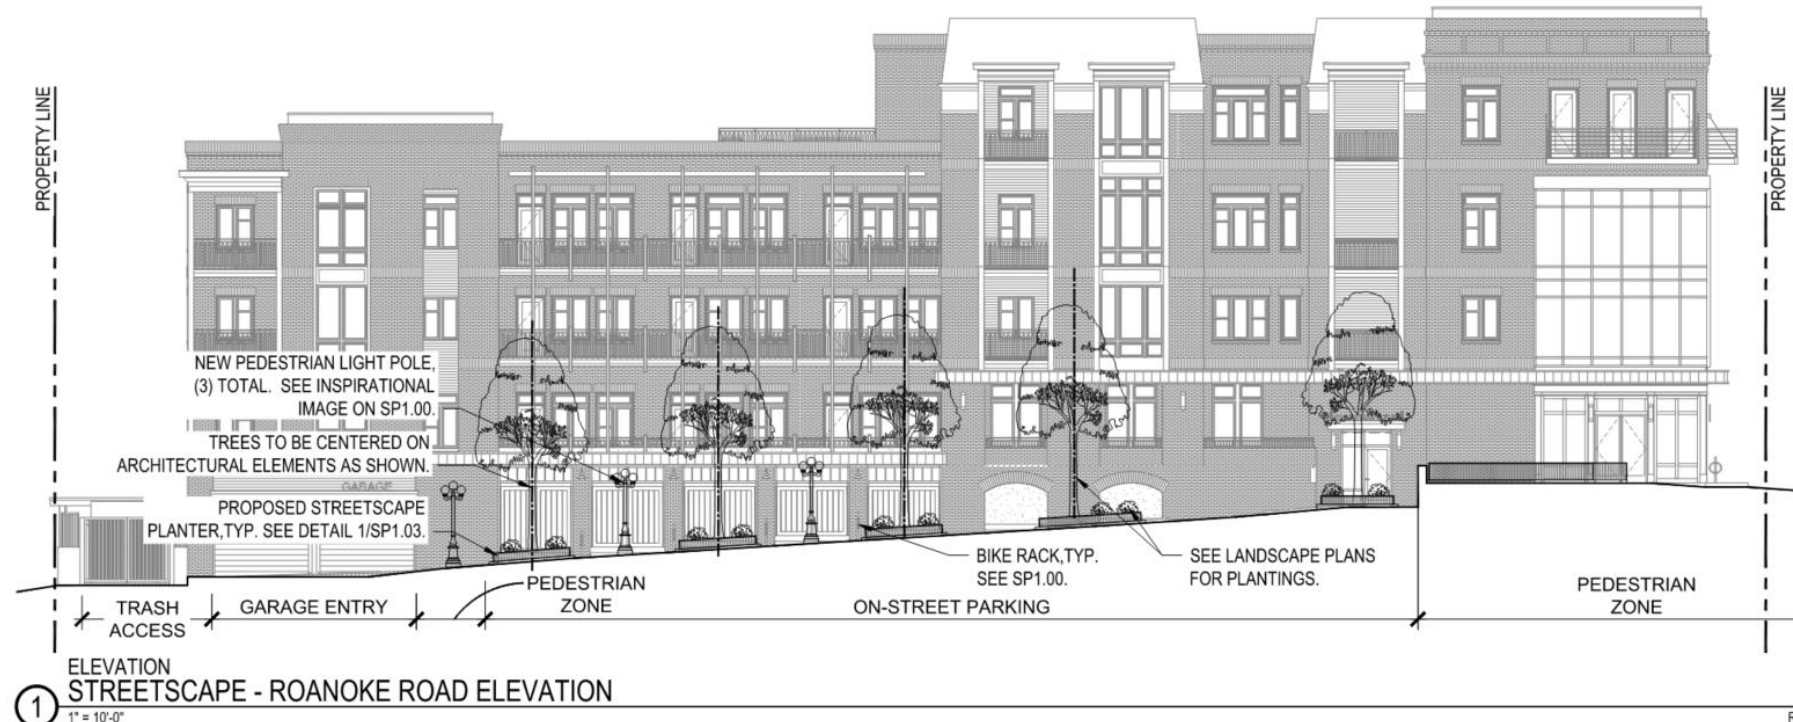 PROPERTY LINE
PROPERTY LINE
NEW PEDESTRIAN LIGHT POLE,
(3) TOTAL. SEE INSPIRATIONAL
IMAGE ON SP1.00.
TREES TO BE CENTERED ON
ARCHITECTURAL ELEMENTS AS SHOWN.
GARAGE
PROPOSED STREETSCAPE
PLANTER,TYP. SEE DETAIL 1/SP1.03.
BIKE RACK,TYP.
SEE SP1.00.
SEE LANDSCAPE PLANS
FOR PLANTINGS.
TRASH
ACCESS
GARAGE ENTRY
PEDESTRIAN
ZONE
ON-STREET PARKING
PEDESTRIAN
ZONE
ELEVATION
1 STREETSCAPE - ROANOKE ROAD ELEVATION
1" = 10'-0"